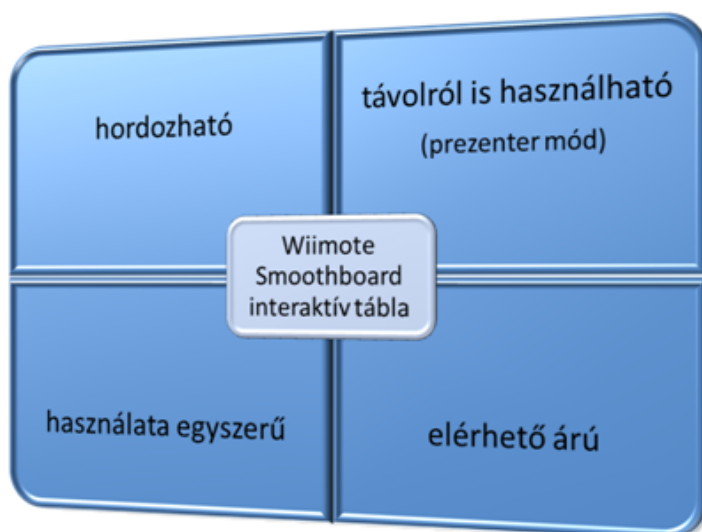 hordozható
távolról is használható
(prezenter mód)
Wiimote
Smoothboard
interaktív tábla
használata egyszerű
elérhető árú